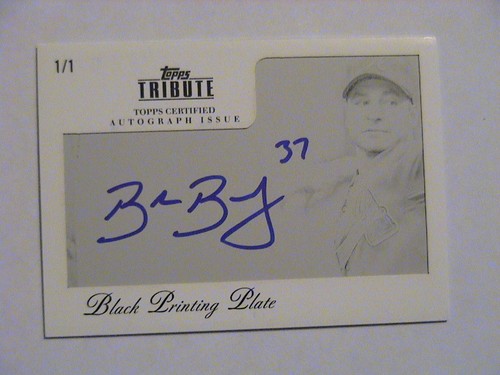 1/1
Topps
TRIBUTE
TOPPS CERTIFIED
AUTOGRAPH ISSUE
37
Black Printing Plate